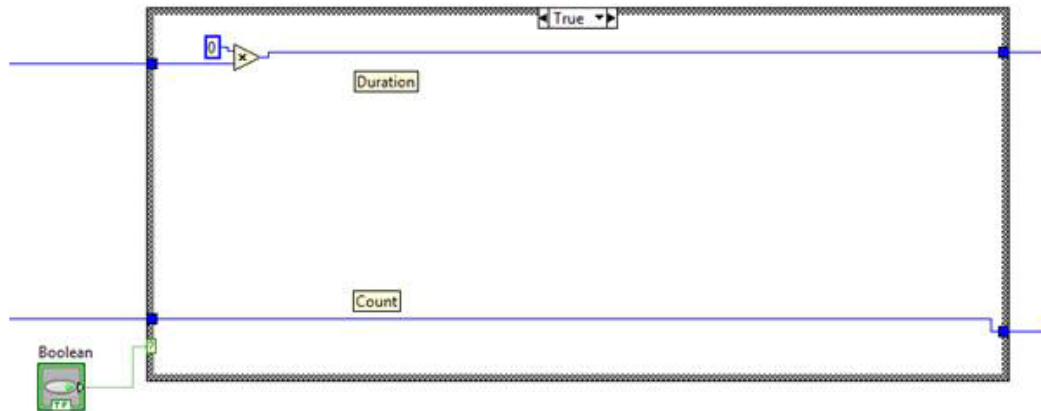 True
0
x
Duration
Count
?
Boolean
TF